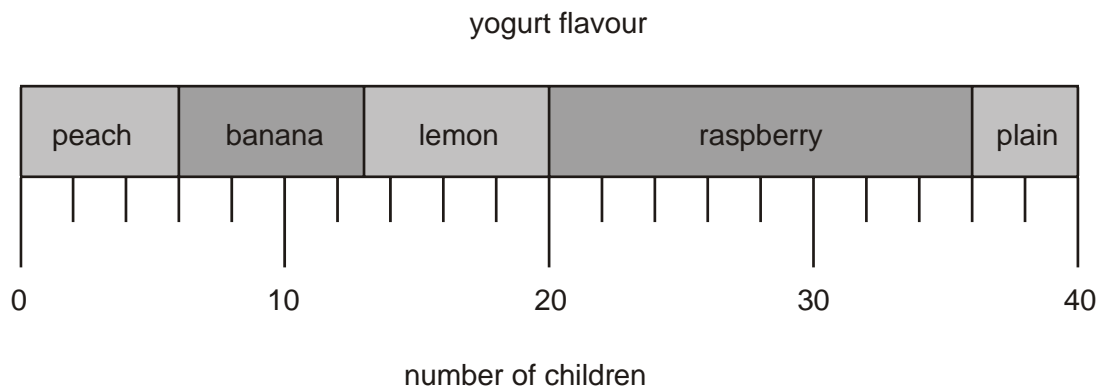 yogurt flavour
peach banana lemon raspberry plain
0 10 20 30 40
number of children